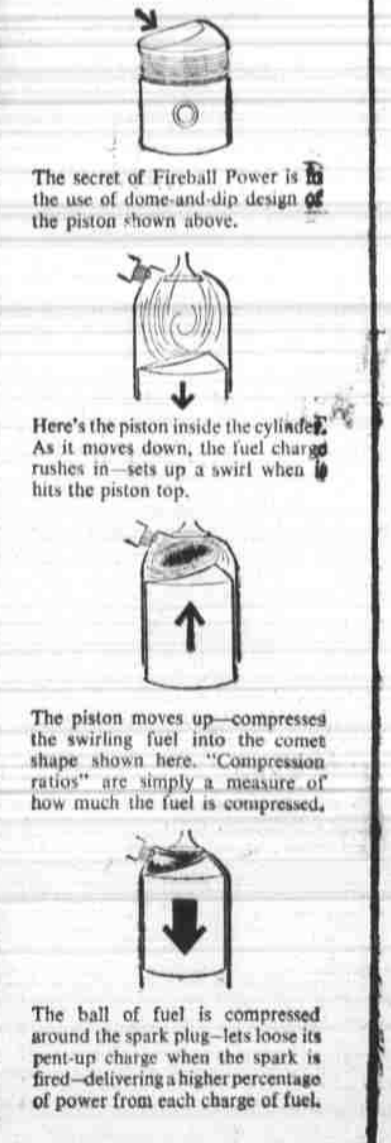 The secret of Fireball Power is in
the use of dome-and-dip design of
the piston shown above.
Here's the piston inside the cylinder.
As it moves down, the fuel charge
rushes in—sets up a swirl when it
hits the piston top.
The piston moves up—compresses
the swirling fuel into the comet
shape shown here. "Compression
ratios" are simply a measure of
how much the fuel is compressed.
The ball of fuel is compressed
around the spark plug—lets loose its
pent-up charge when the spark is
fired—delivering a higher percentage
of power from each charge of fuel.